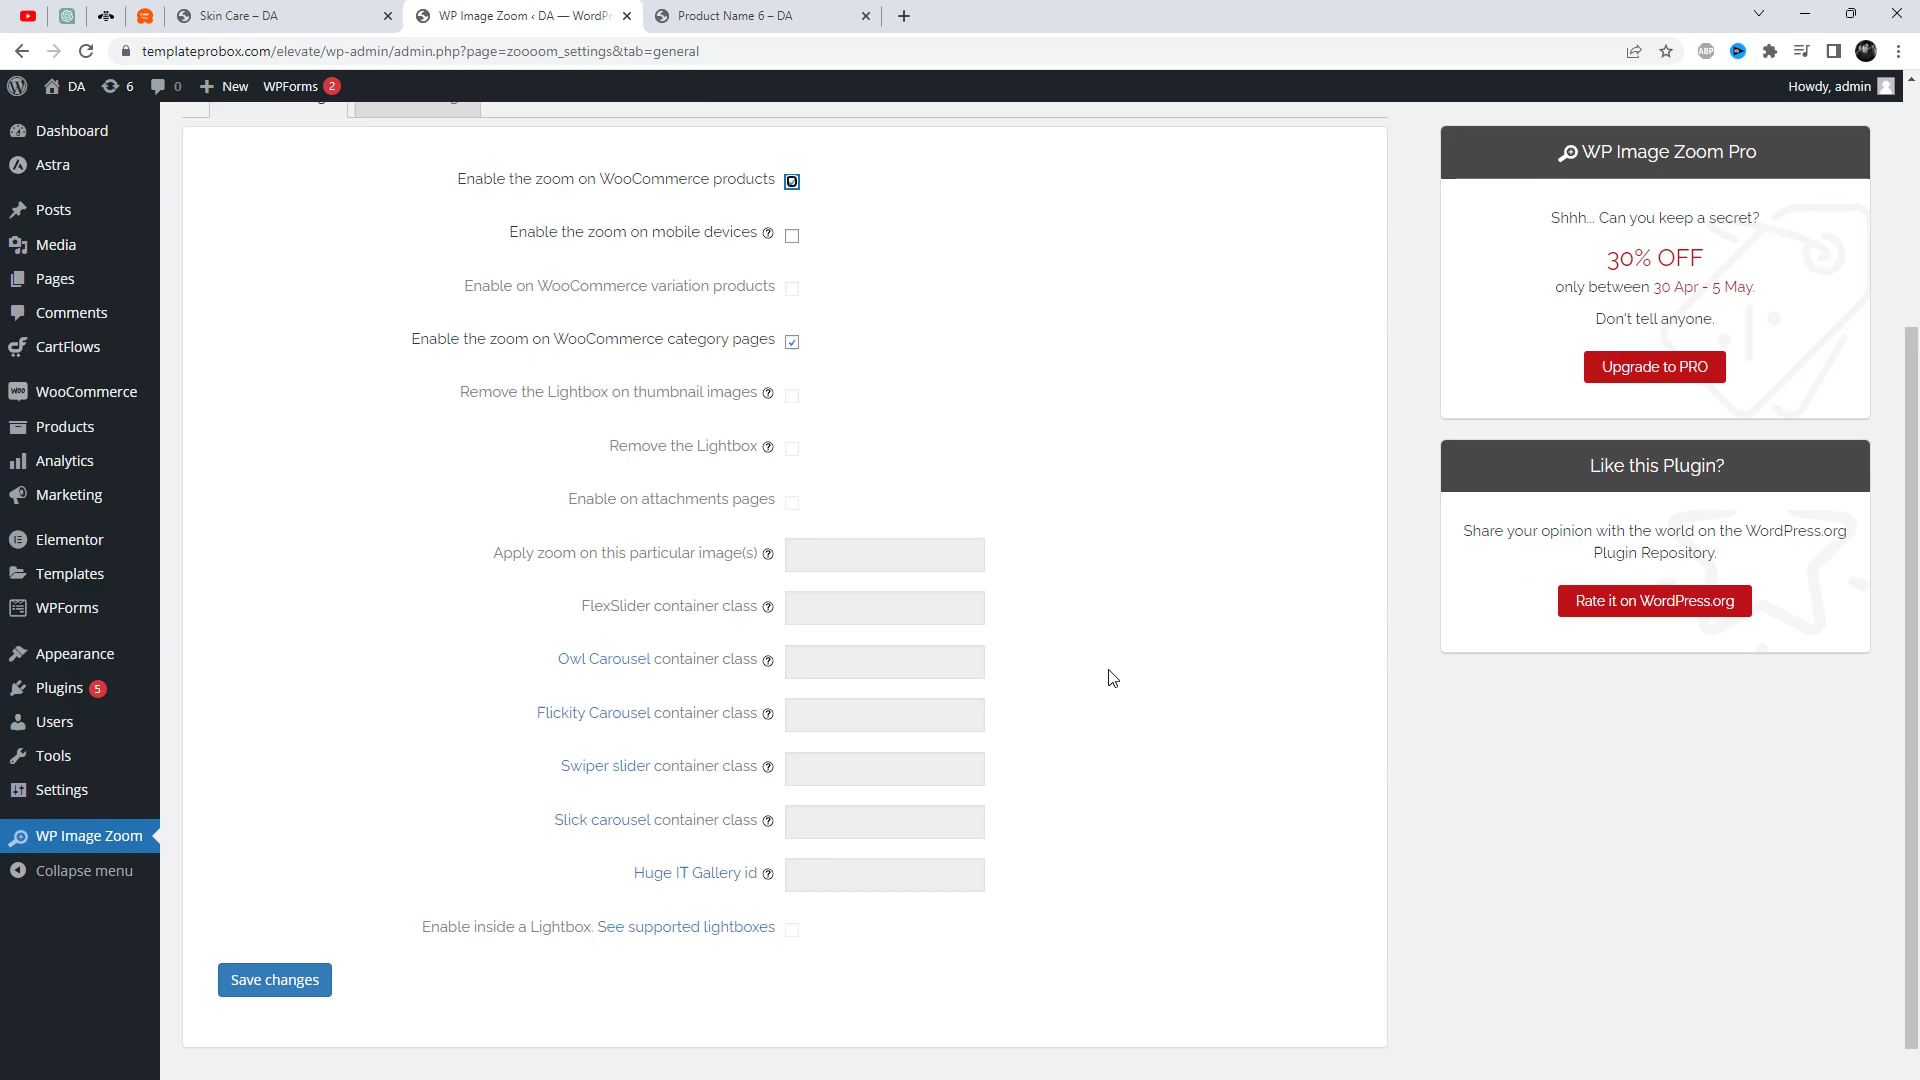 Skin Care – DA
WP Image Zoom ‹ DA — WordPr
Product Name 6 – DA
templateprobox.com/elevate/wp-admin/admin.php?page=zoooom_settings&tab=general
ABP
DA
6
0
New
WPForms 2
Howdy, admin
Dashboard
Astra
Posts
Media
Pages
Comments
CartFlows
WooCommerce
Products
Analytics
Marketing
Elementor
Templates
WPForms
Appearance
Plugins 5
Users
Tools
Settings
WP Image Zoom
Collapse menu
Enable the zoom on WooCommerce products
Enable the zoom on mobile devices
Enable on WooCommerce variation products
Enable the zoom on WooCommerce category pages
Remove the Lightbox on thumbnail images
Remove the Lightbox
Enable on attachments pages
Apply zoom on this particular image(s)
FlexSlider container class
Owl Carousel container class
Flickity Carousel container class
Swiper slider container class
Slick carousel container class
Huge IT Gallery id
Enable inside a Lightbox. See supported lightboxes
Save changes
WP Image Zoom Pro
Shhh... Can you keep a secret?
30% OFF
only between 30 Apr - 5 May.
Don't tell anyone.
Upgrade to PRO
Like this Plugin?
Share your opinion with the world on the WordPress.org
Plugin Repository.
Rate it on WordPress.org